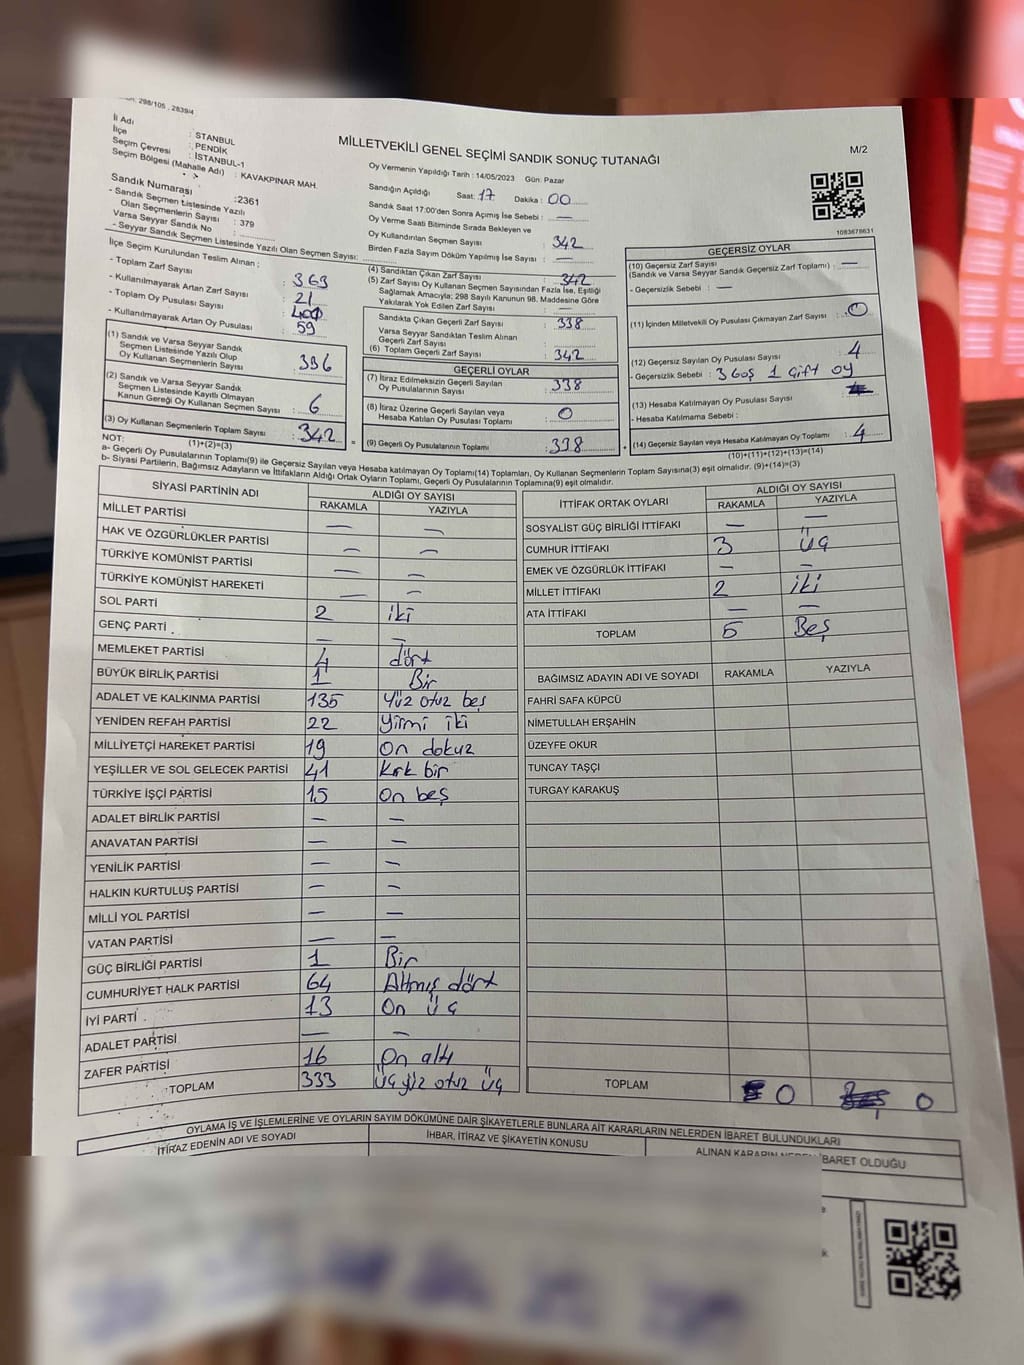 298/105 . 2839/4
İl Adı : STANBUL
İlçe : PENDİK
Seçim Çevresi : İSTANBUL-1
Seçim Bölgesi (Mahalle Adı) : KAVAKPINAR MAH.
Sandık Numarası : 2361
- Sandık Seçmen Listesinde Yazılı Olan Seçmenlerin Sayısı : 379
Varsa Seyyar Sandık No :
- Seyyar Sandık Seçmen Listesinde Yazılı Olan Seçmen Sayısı:
MİLLETVEKİLİ GENEL SEÇİMİ SANDIK SONUÇ TUTANAĞI
M/2
Oy Vermenin Yapıldığı Tarih : 14/05/2023 Gün: Pazar
Sandığın Açıldığı Saat: 17 Dakika : 00
Sandık Saat 17:00'den Sonra Açımış İse Sebebi : —
Oy Verme Saati Bitiminde Sırada Bekleyen ve
Oy Kullandırılan Seçmen Sayısı : 342
Birden Fazla Sayım Döküm Yapılmış İse Sayısı : —
1083678631
İlçe Seçim Kurulundan Teslim Alınan ;
- Toplam Zarf Sayısı : 369
- Kullanılmayarak Artan Zarf Sayısı : 21
- Toplam Oy Pusulası Sayısı : 400
- Kullanılmayarak Artan Oy Pusulası : 59
(1) Sandık ve Varsa Seyyar Sandık
Seçmen Listesinde Yazılı Olup
Oy Kullanan Seçmenlerin Sayısı : 336
(2) Sandık ve Varsa Seyyar Sandık
Seçmen Listesinde Kayıtlı Olmayan
Kanun Gereği Oy Kullanan Seçmen Sayısı : 6
(3) Oy Kullanan Seçmenlerin Toplam Sayısı : 342
(1)+(2)=(3)
(4) Sandıktan Çıkan Zarf Sayısı : 342
(5) Zarf Sayısı Oy Kullanan Seçmen Sayısından Fazla İse, Eşitliği
Sağlamak Amacıyla; 298 Sayılı Kanunun 98. Maddesine Göre
Yakılarak Yok Edilen Zarf Sayısı : —
Sandıkta Çıkan Geçerli Zarf Sayısı : 338
Varsa Seyyar Sandıktan Teslim Alınan
Geçerli Zarf Sayısı :
(6) Toplam Geçerli Zarf Sayısı : 342
GEÇERLİ OYLAR
(7) İtiraz Edilmeksizin Geçerli Sayılan
Oy Pusulalarının Sayısı : 338
(8) İtiraz Üzerine Geçerli Sayılan veya
Hesaba Katılan Oy Pusulası Toplamı : 0
(9) Geçerli Oy Pusulalarının Toplamı : 338
GEÇERSİZ OYLAR
(10) Geçersiz Zarf Sayısı
(Sandık ve Varsa Seyyar Sandık Geçersiz Zarf Toplamı) : —
- Geçersizlik Sebebi : —
(11) İçinden Milletvekili Oy Pusulası Çıkmayan Zarf Sayısı : 0
(12) Geçersiz Sayılan Oy Pusulası Sayısı : 4
- Geçersizlik Sebebi : 3 Boş 1 Çift oy
(13) Hesaba Katılmayan Oy Pusulası Sayısı :
- Hesaba Katılmama Sebebi :
(14) Geçersiz Sayılan veya Hesaba Katılmayan Oy Toplamı : 4
(10)+(11)+(12)+(13)=(14)
NOT:
a- Geçerli Oy Pusulalarının Toplamı(9) ile Geçersiz Sayılan veya Hesaba katılmayan Oy Toplamı(14) Toplamları, Oy Kullanan Seçmenlerin Toplam Sayısına(3) eşit olmalıdır. (9)+(14)=(3)
b- Siyasi Partilerin, Bağımsız Adayların ve İttifakların Aldığı Ortak Oyların Toplamı, Geçerli Oy Pusulalarının Toplamına(9) eşit olmalıdır.
SİYASİ PARTİNİN ADI ALDIĞI OY SAYISI
RAKAMLA YAZIYLA
MİLLET PARTİSİ — —
HAK VE ÖZGÜRLÜKLER PARTİSİ — —
TÜRKİYE KOMÜNİST PARTİSİ — —
TÜRKİYE KOMÜNİST HAREKETİ — —
SOL PARTİ 2 iki
GENÇ PARTİ — —
MEMLEKET PARTİSİ 4 dört
BÜYÜK BİRLİK PARTİSİ 1 Bir
ADALET VE KALKINMA PARTİSİ 135 Yüz otuz beş
YENİDEN REFAH PARTİSİ 22 yirmi iki
MİLLİYETÇİ HAREKET PARTİSİ 19 On dokuz
YEŞİLLER VE SOL GELECEK PARTİSİ 41 Kırk bir
TÜRKİYE İŞÇİ PARTİSİ 15 On beş
ADALET BİRLİK PARTİSİ — —
ANAVATAN PARTİSİ — —
YENİLİK PARTİSİ — —
HALKIN KURTULUŞ PARTİSİ — —
MİLLİ YOL PARTİSİ — —
VATAN PARTİSİ — —
GÜÇ BİRLİĞİ PARTİSİ 1 Bir
CUMHURİYET HALK PARTİSİ 64 Altmış dört
İYİ PARTİ 13 On üç
ADALET PARTİSİ — —
ZAFER PARTİSİ 16 On altı
TOPLAM 333 üçyüz otuz üç
İTTİFAK ORTAK OYLARI ALDIĞI OY SAYISI
RAKAMLA YAZIYLA
SOSYALİST GÜÇ BİRLİĞİ İTTİFAKI — —
CUMHUR İTTİFAKI 3 üç
EMEK VE ÖZGÜRLÜK İTTİFAKI — —
MİLLET İTTİFAKI 2 iki
ATA İTTİFAKI — —
TOPLAM 5 Beş
BAĞIMSIZ ADAYIN ADI VE SOYADI RAKAMLA YAZIYLA
FAHRİ SAFA KÜPCÜ
NİMETULLAH ERŞAHİN
ÜZEYFE OKUR
TUNCAY TAŞÇI
TURGAY KARAKUŞ
TOPLAM 0 0
OYLAMA İŞ VE İŞLEMLERİNE VE OYLARIN SAYIM DÖKÜMÜNE DAİR ŞİKAYETLERLE BUNLARA AİT KARARLARIN NELERDEN İBARET BULUNDUKLARI
İTİRAZ EDENİN ADI VE SOYADI
İHBAR, İTİRAZ VE ŞİKAYETİN KONUSU
ALINAN KARARIN NEDEN İBARET OLDUĞU